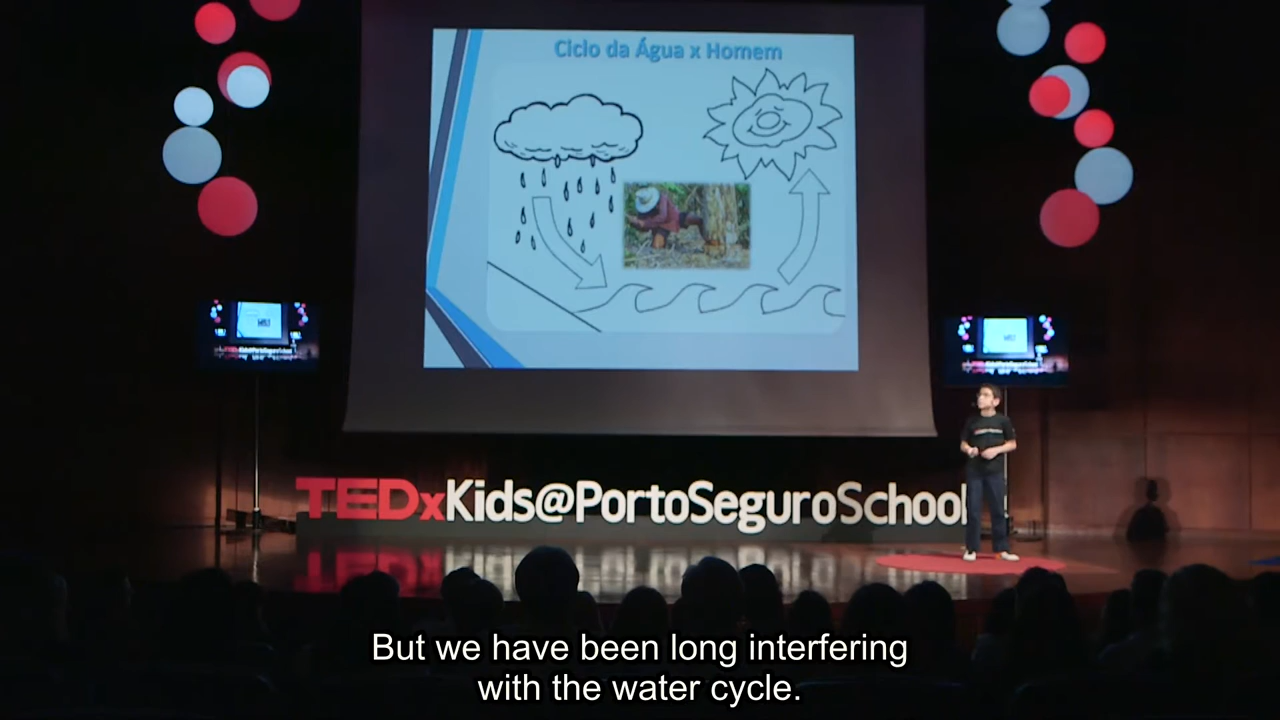 Ciclo da Água x Homem
TEDxKids@PortoSeguroSchool
But we have been long interfering
with the water cycle.